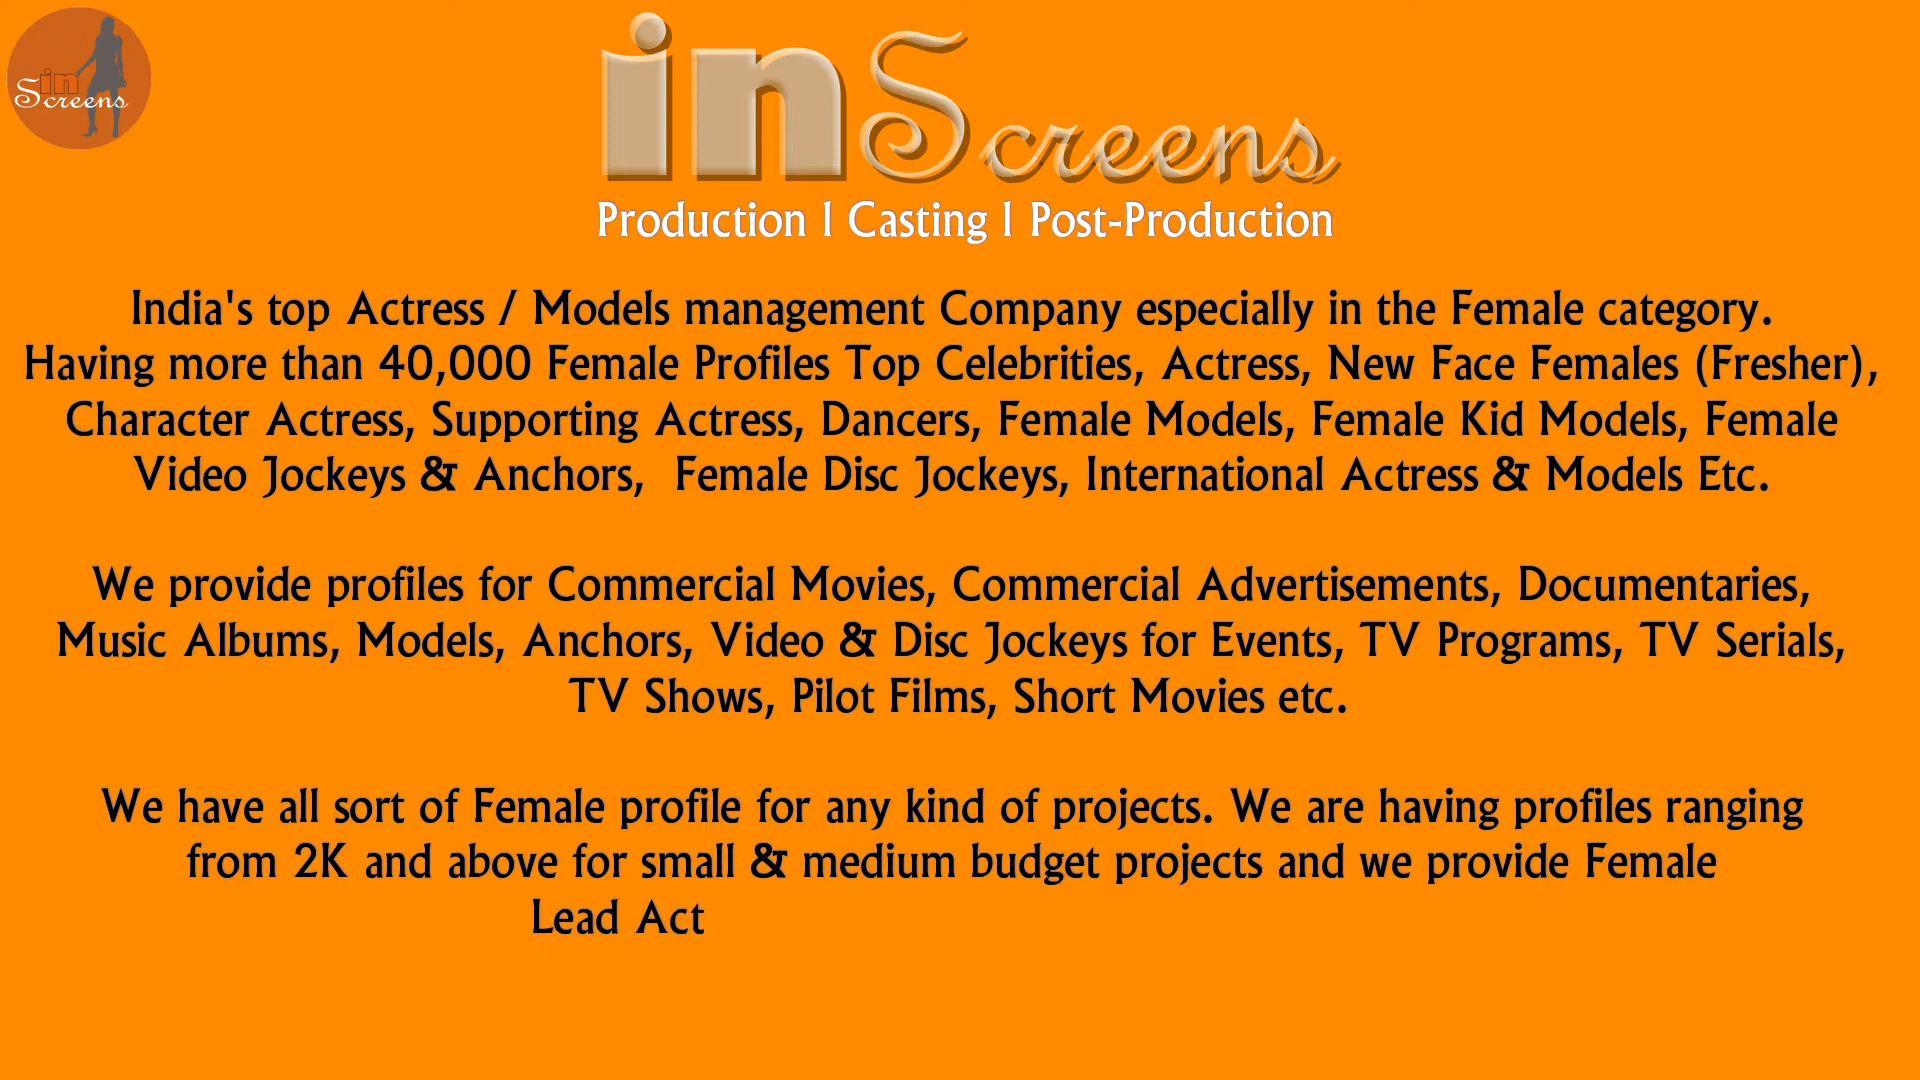 in
Screens
inScreens
Production l Casting l Post-Production
India's top Actress / Models management Company especially in the Female category.
Having more than 40,000 Female Profiles Top Celebrities, Actress, New Face Females (Fresher),
Character Actress, Supporting Actress, Dancers, Female Models, Female Kid Models, Female
Video Jockeys & Anchors,  Female Disc Jockeys, International Actress & Models Etc.
We provide profiles for Commercial Movies, Commercial Advertisements, Documentaries,
Music Albums, Models, Anchors, Video & Disc Jockeys for Events, TV Programs, TV Serials,
TV Shows, Pilot Films, Short Movies etc.
We have all sort of Female profile for any kind of projects. We are having profiles ranging
from 2K and above for small & medium budget projects and we provide Female
Lead Act